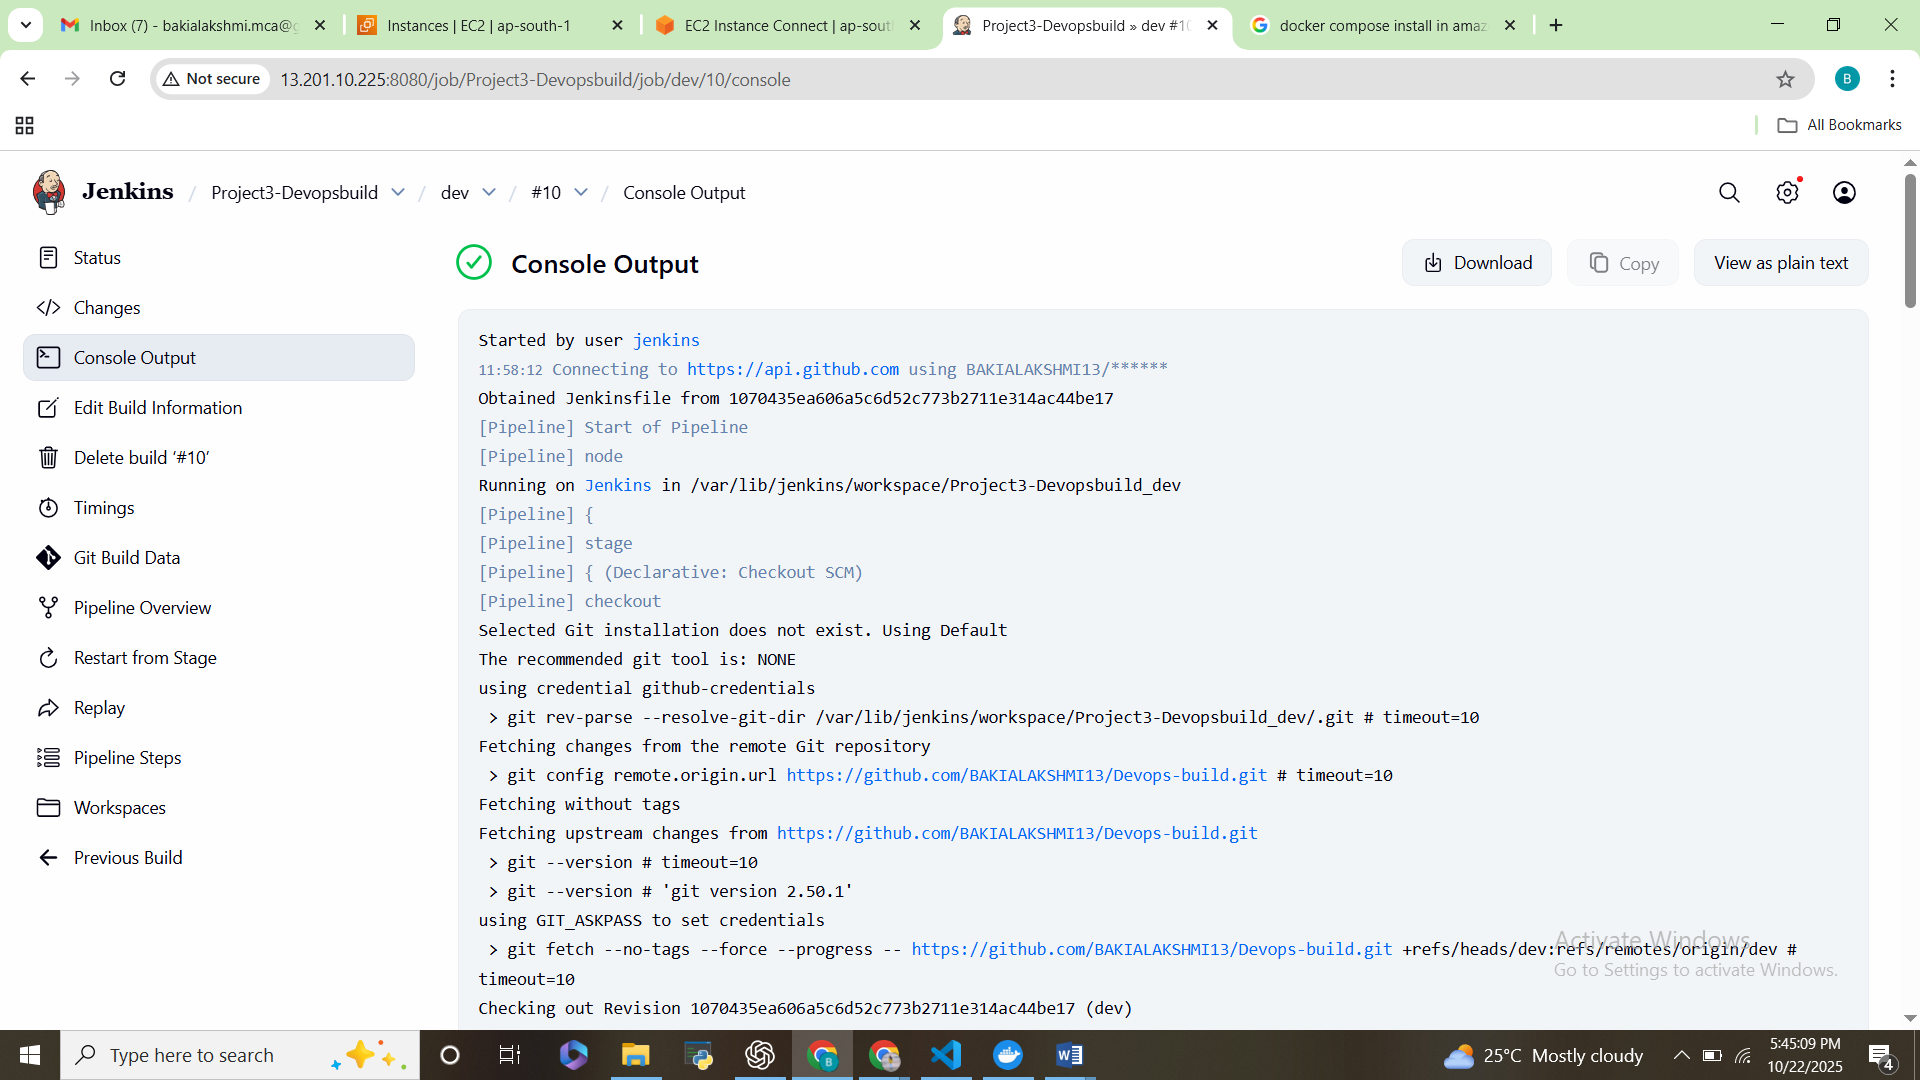 Inbox (7) - bakialakshmi.mca@g
Instances | EC2 | ap-south-1
EC2 Instance Connect | ap-sout
Project3-Devopsbuild » dev #10
docker compose install in amaz
Not secure
13.201.10.225:8080/job/Project3-Devopsbuild/job/dev/10/console
B
All Bookmarks
Jenkins / Project3-Devopsbuild / dev / #10 / Console Output
Status
Changes
Console Output
Edit Build Information
Delete build ‘#10’
Timings
Git Build Data
Pipeline Overview
Restart from Stage
Replay
Pipeline Steps
Workspaces
Previous Build
Console Output
Download
Copy
View as plain text
Started by user jenkins
11:58:12 Connecting to https://api.github.com using BAKIALAKSHMI13/******
Obtained Jenkinsfile from 1070435ea606a5c6d52c773b2711e314ac44be17
[Pipeline] Start of Pipeline
[Pipeline] node
Running on Jenkins in /var/lib/jenkins/workspace/Project3-Devopsbuild_dev
[Pipeline] {
[Pipeline] stage
[Pipeline] { (Declarative: Checkout SCM)
[Pipeline] checkout
Selected Git installation does not exist. Using Default
The recommended git tool is: NONE
using credential github-credentials
> git rev-parse --resolve-git-dir /var/lib/jenkins/workspace/Project3-Devopsbuild_dev/.git # timeout=10
Fetching changes from the remote Git repository
> git config remote.origin.url https://github.com/BAKIALAKSHMI13/Devops-build.git # timeout=10
Fetching without tags
Fetching upstream changes from https://github.com/BAKIALAKSHMI13/Devops-build.git
> git --version # timeout=10
> git --version # 'git version 2.50.1'
using GIT_ASKPASS to set credentials
> git fetch --no-tags --force --progress -- https://github.com/BAKIALAKSHMI13/Devops-build.git +refs/heads/dev:refs/remotes/origin/dev #
timeout=10
Checking out Revision 1070435ea606a5c6d52c773b2711e314ac44be17 (dev)
Activate Windows
Go to Settings to activate Windows.
Type here to search
25°C Mostly cloudy
5:45:09 PM
10/22/2025
4